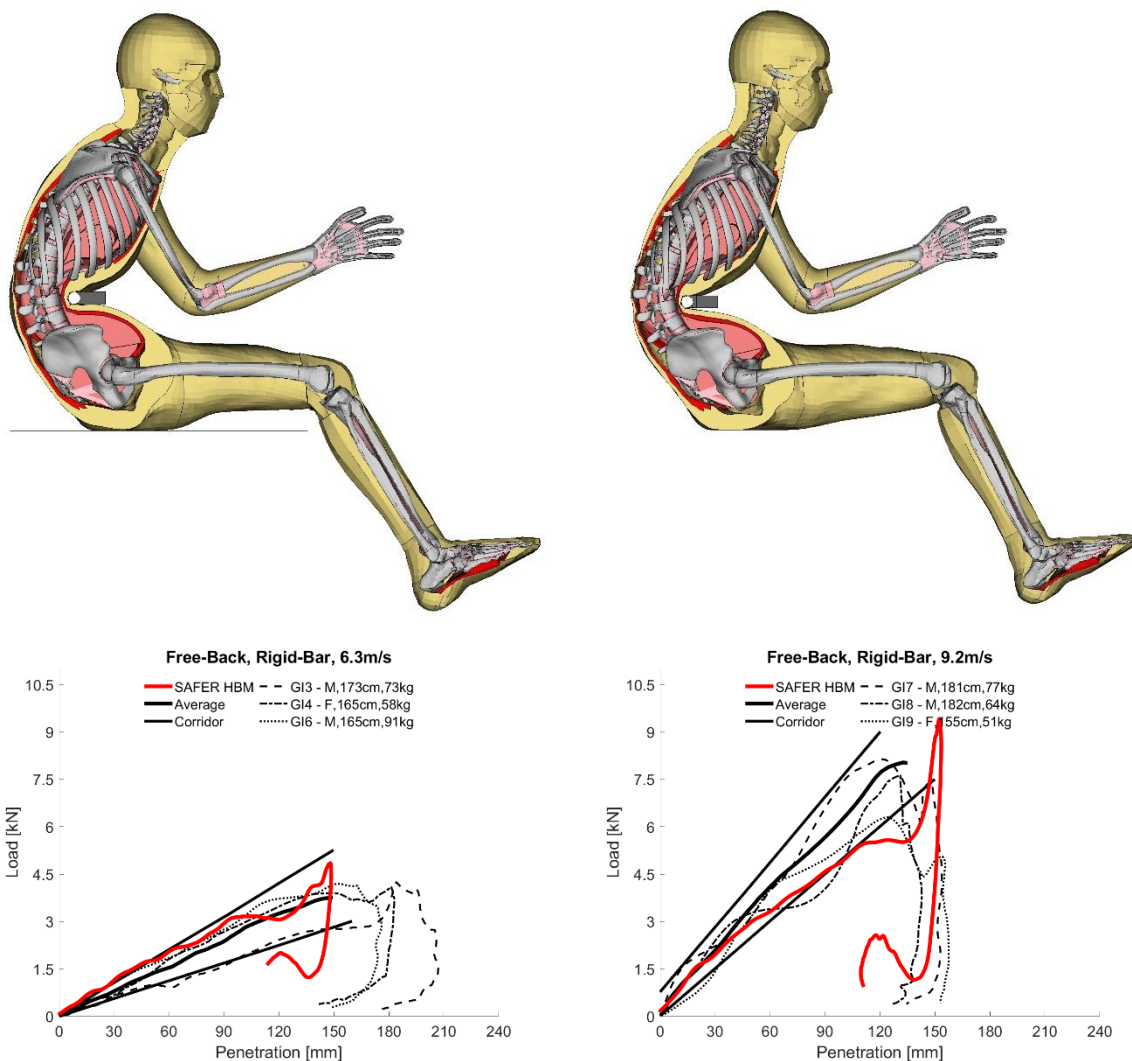 Free-Back, Rigid-Bar, 6.3m/s
SAFER HBM
Average
Corridor
GI3 - M,173cm,73kg
GI4 - F,165cm,58kg
GI6 - M,165cm,91kg
10.5
9
7.5
6
4.5
3
1.5
0
Load [kN]
0 30 60 90 120 150 180 210 240
Penetration [mm]
Free-Back, Rigid-Bar, 9.2m/s
SAFER HBM
Average
Corridor
GI7 - M,181cm,77kg
GI8 - M,182cm,64kg
GI9 - F,155cm,51kg
10.5
9
7.5
6
4.5
3
1.5
0
Load [kN]
0 30 60 90 120 150 180 210 240
Penetration [mm]